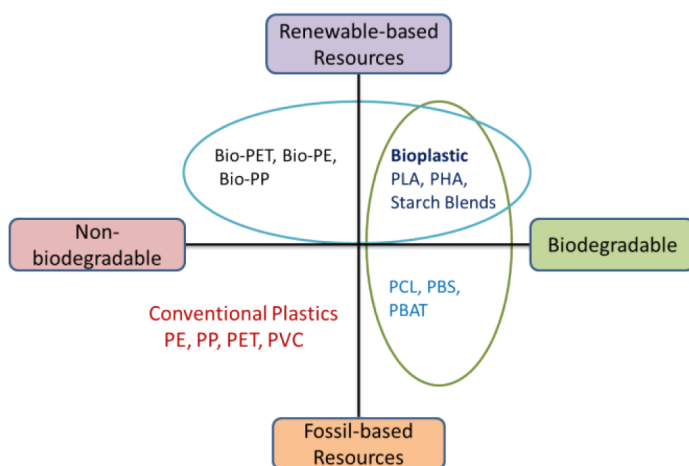 Renewable-based
Resources
Bio-PET, Bio-PE,
Bio-PP
Bioplastic
PLA, PHA,
Starch Blends
Non-
biodegradable
Biodegradable
PCL, PBS,
PBAT
Conventional Plastics
PE, PP, PET, PVC
Fossil-based
Resources